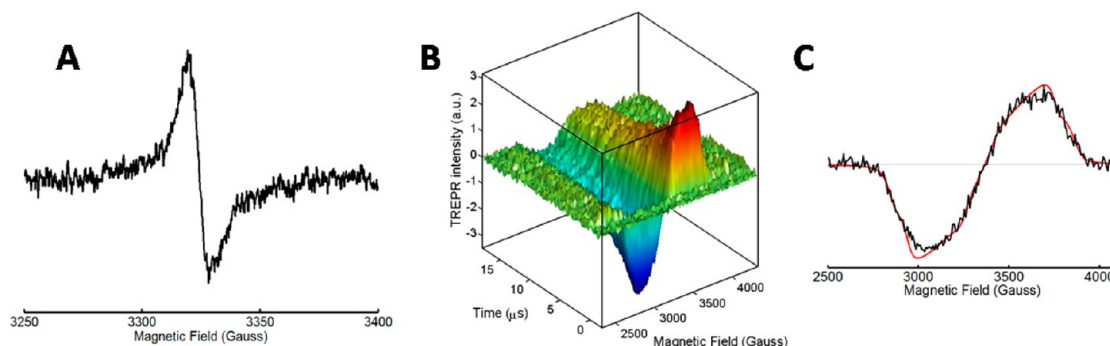 A
3250
3300
3350
3400
Magnetic Field (Gauss)
B
TREPR intensity (a.u.)
3
2
1
0
-1
-2
-3
15
10
5
0
Time (μs)
2500
3000
3500
4000
Magnetic Field (Gauss)
C
2500
3000
3500
4000
Magnetic Field (Gauss)